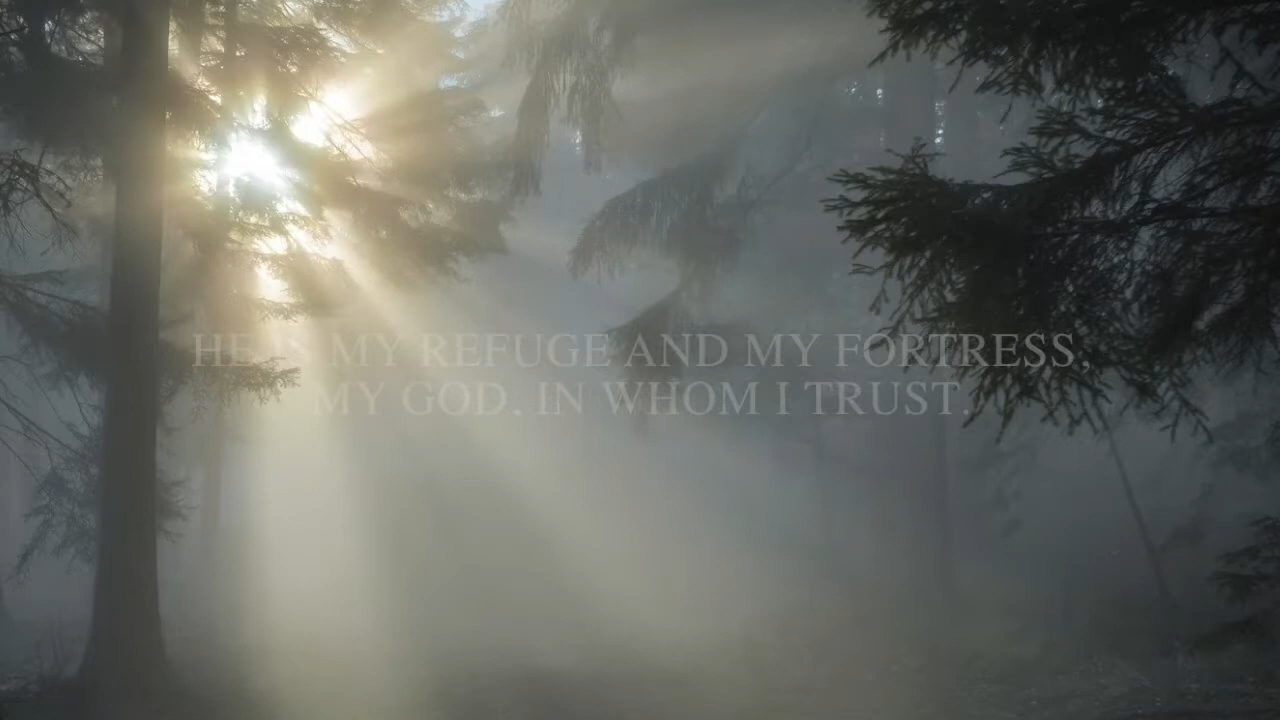 HE IS MY REFUGE AND MY FORTRESS,
MY GOD, IN WHOM I TRUST.